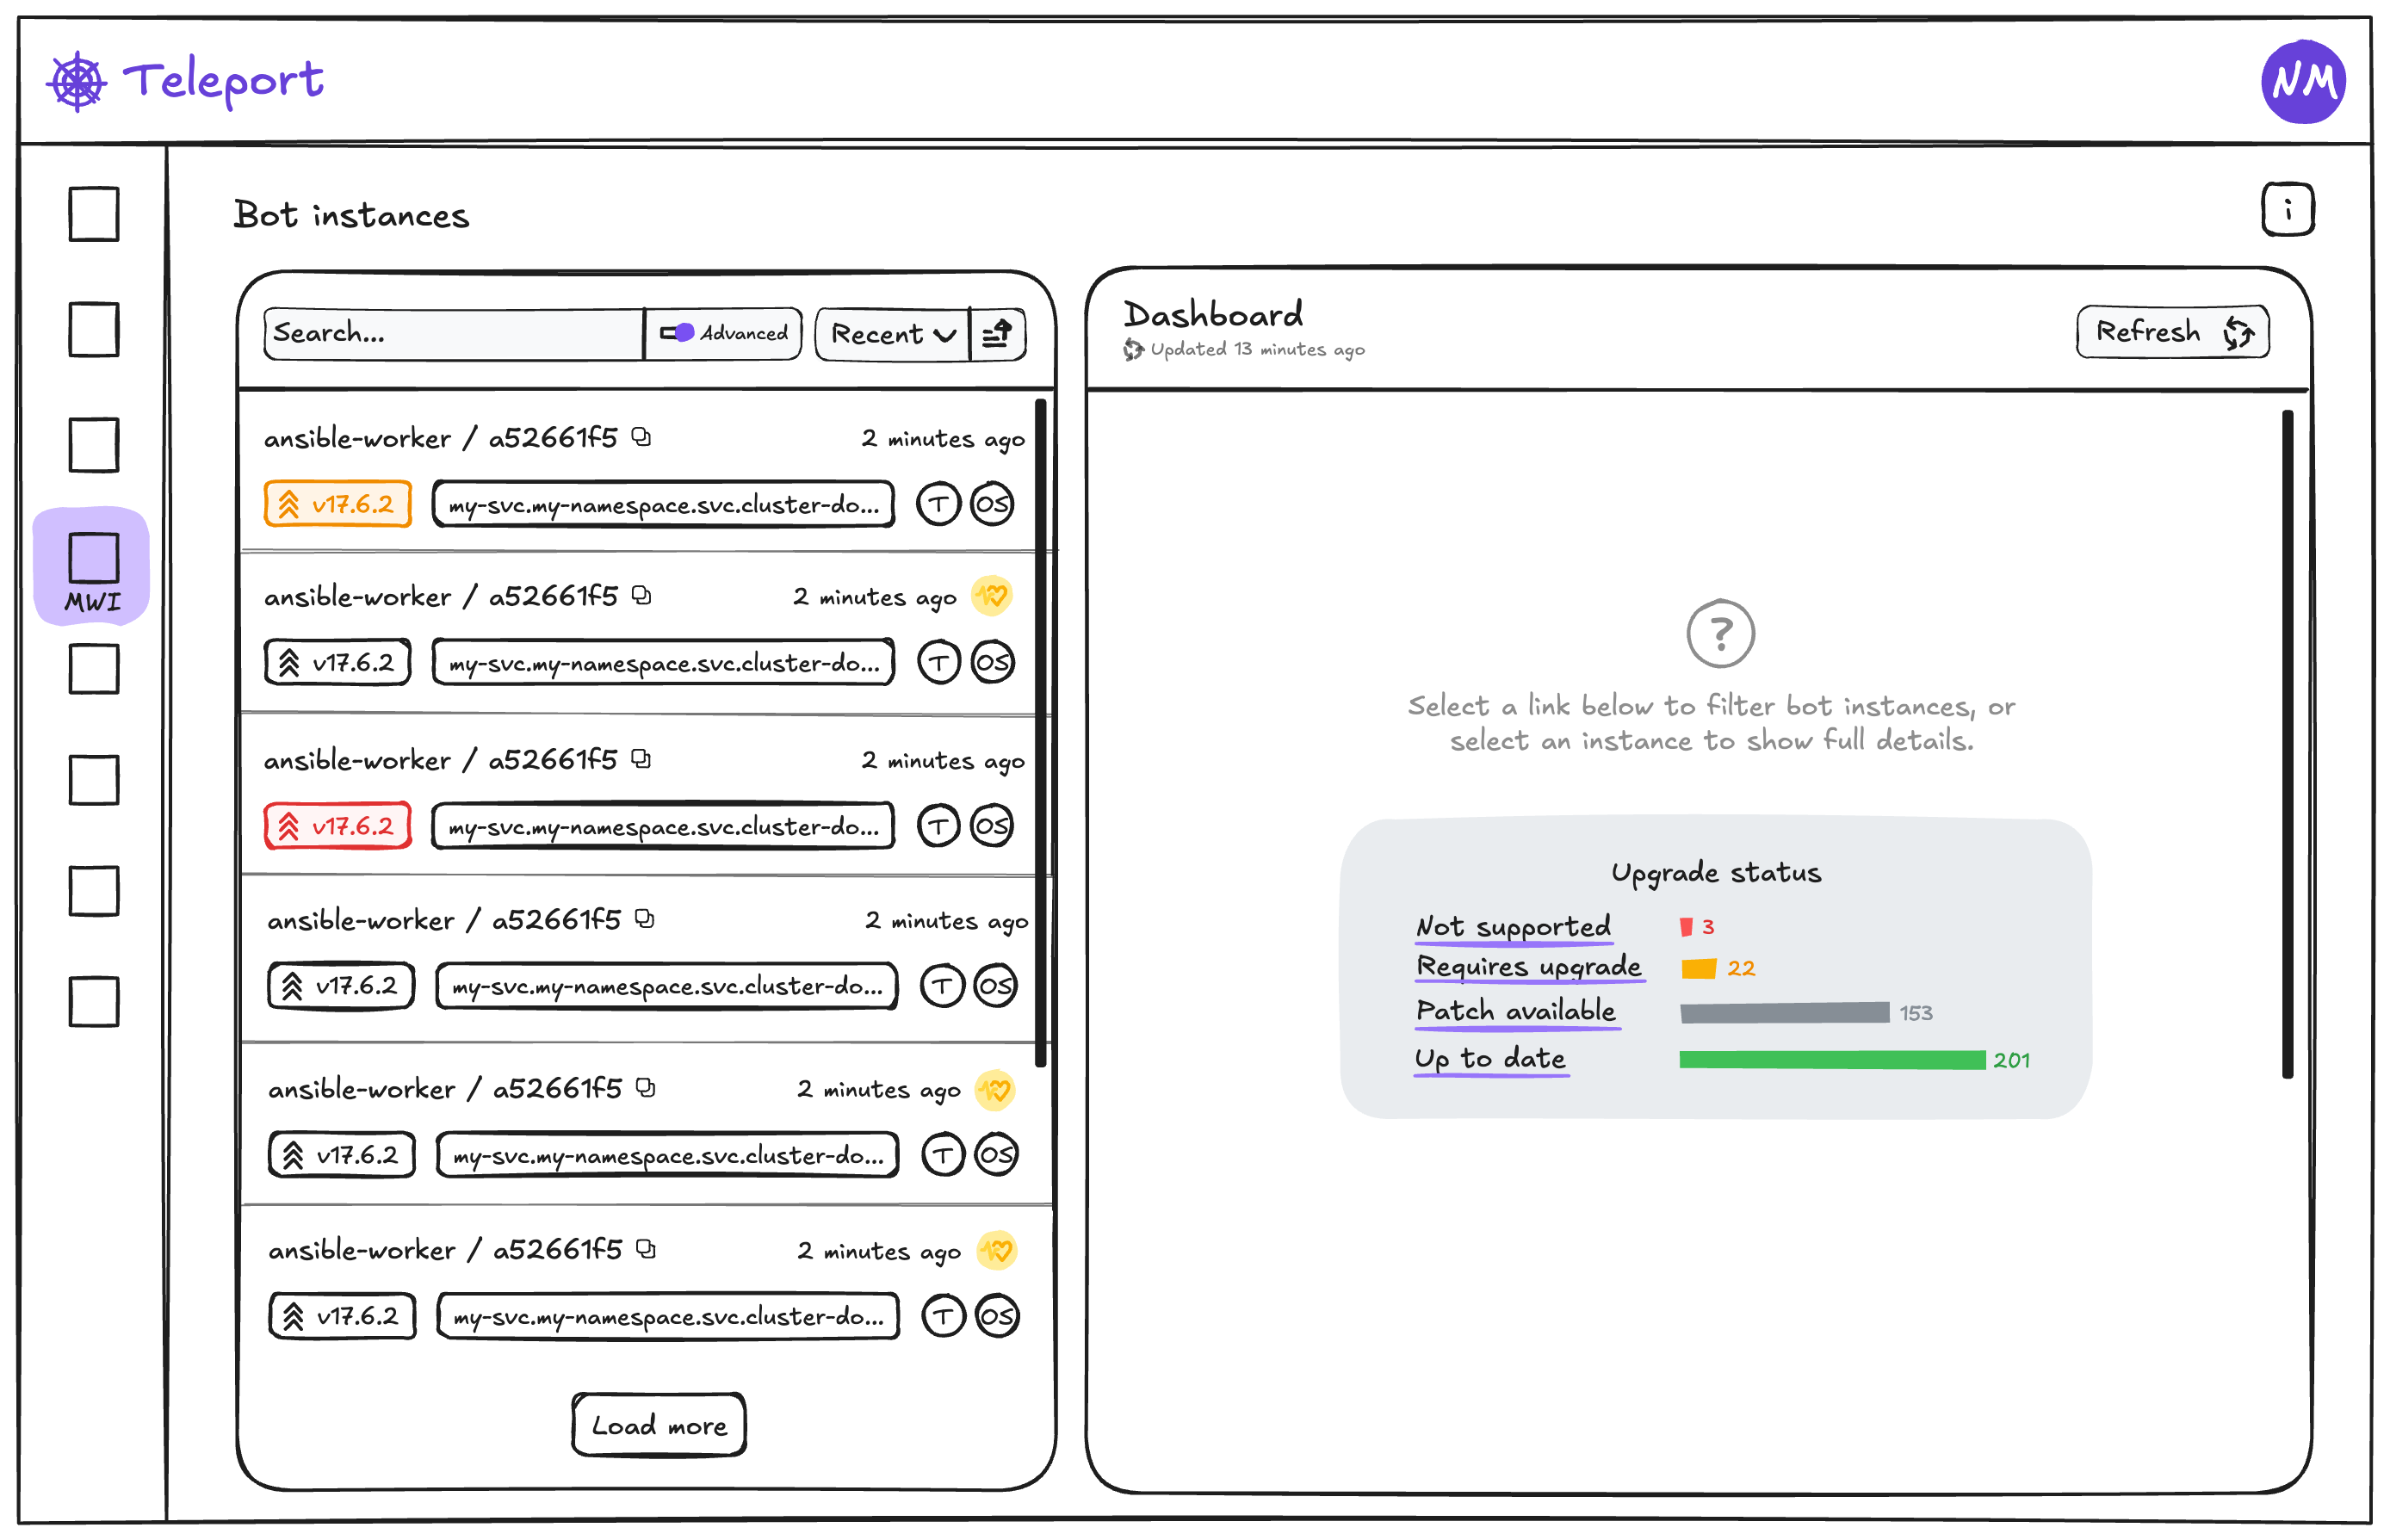 Teleport
NM
Bot instances
i
Search...
Advanced
Recent
Dashboard
Updated 13 minutes ago
Refresh
ansible-worker / a52661f5
2 minutes ago
v17.6.2
my-svc.my-namespace.svc.cluster-do...
T
OS
ansible-worker / a52661f5
2 minutes ago
v17.6.2
my-svc.my-namespace.svc.cluster-do...
T
OS
ansible-worker / a52661f5
2 minutes ago
v17.6.2
my-svc.my-namespace.svc.cluster-do...
T
OS
ansible-worker / a52661f5
2 minutes ago
v17.6.2
my-svc.my-namespace.svc.cluster-do...
T
OS
ansible-worker / a52661f5
2 minutes ago
v17.6.2
my-svc.my-namespace.svc.cluster-do...
T
OS
ansible-worker / a52661f5
2 minutes ago
v17.6.2
my-svc.my-namespace.svc.cluster-do...
T
OS
Load more
MWI
?
Select a link below to filter bot instances, or
select an instance to show full details.
Upgrade status
Not supported 3
Requires upgrade 22
Patch available 153
Up to date 201